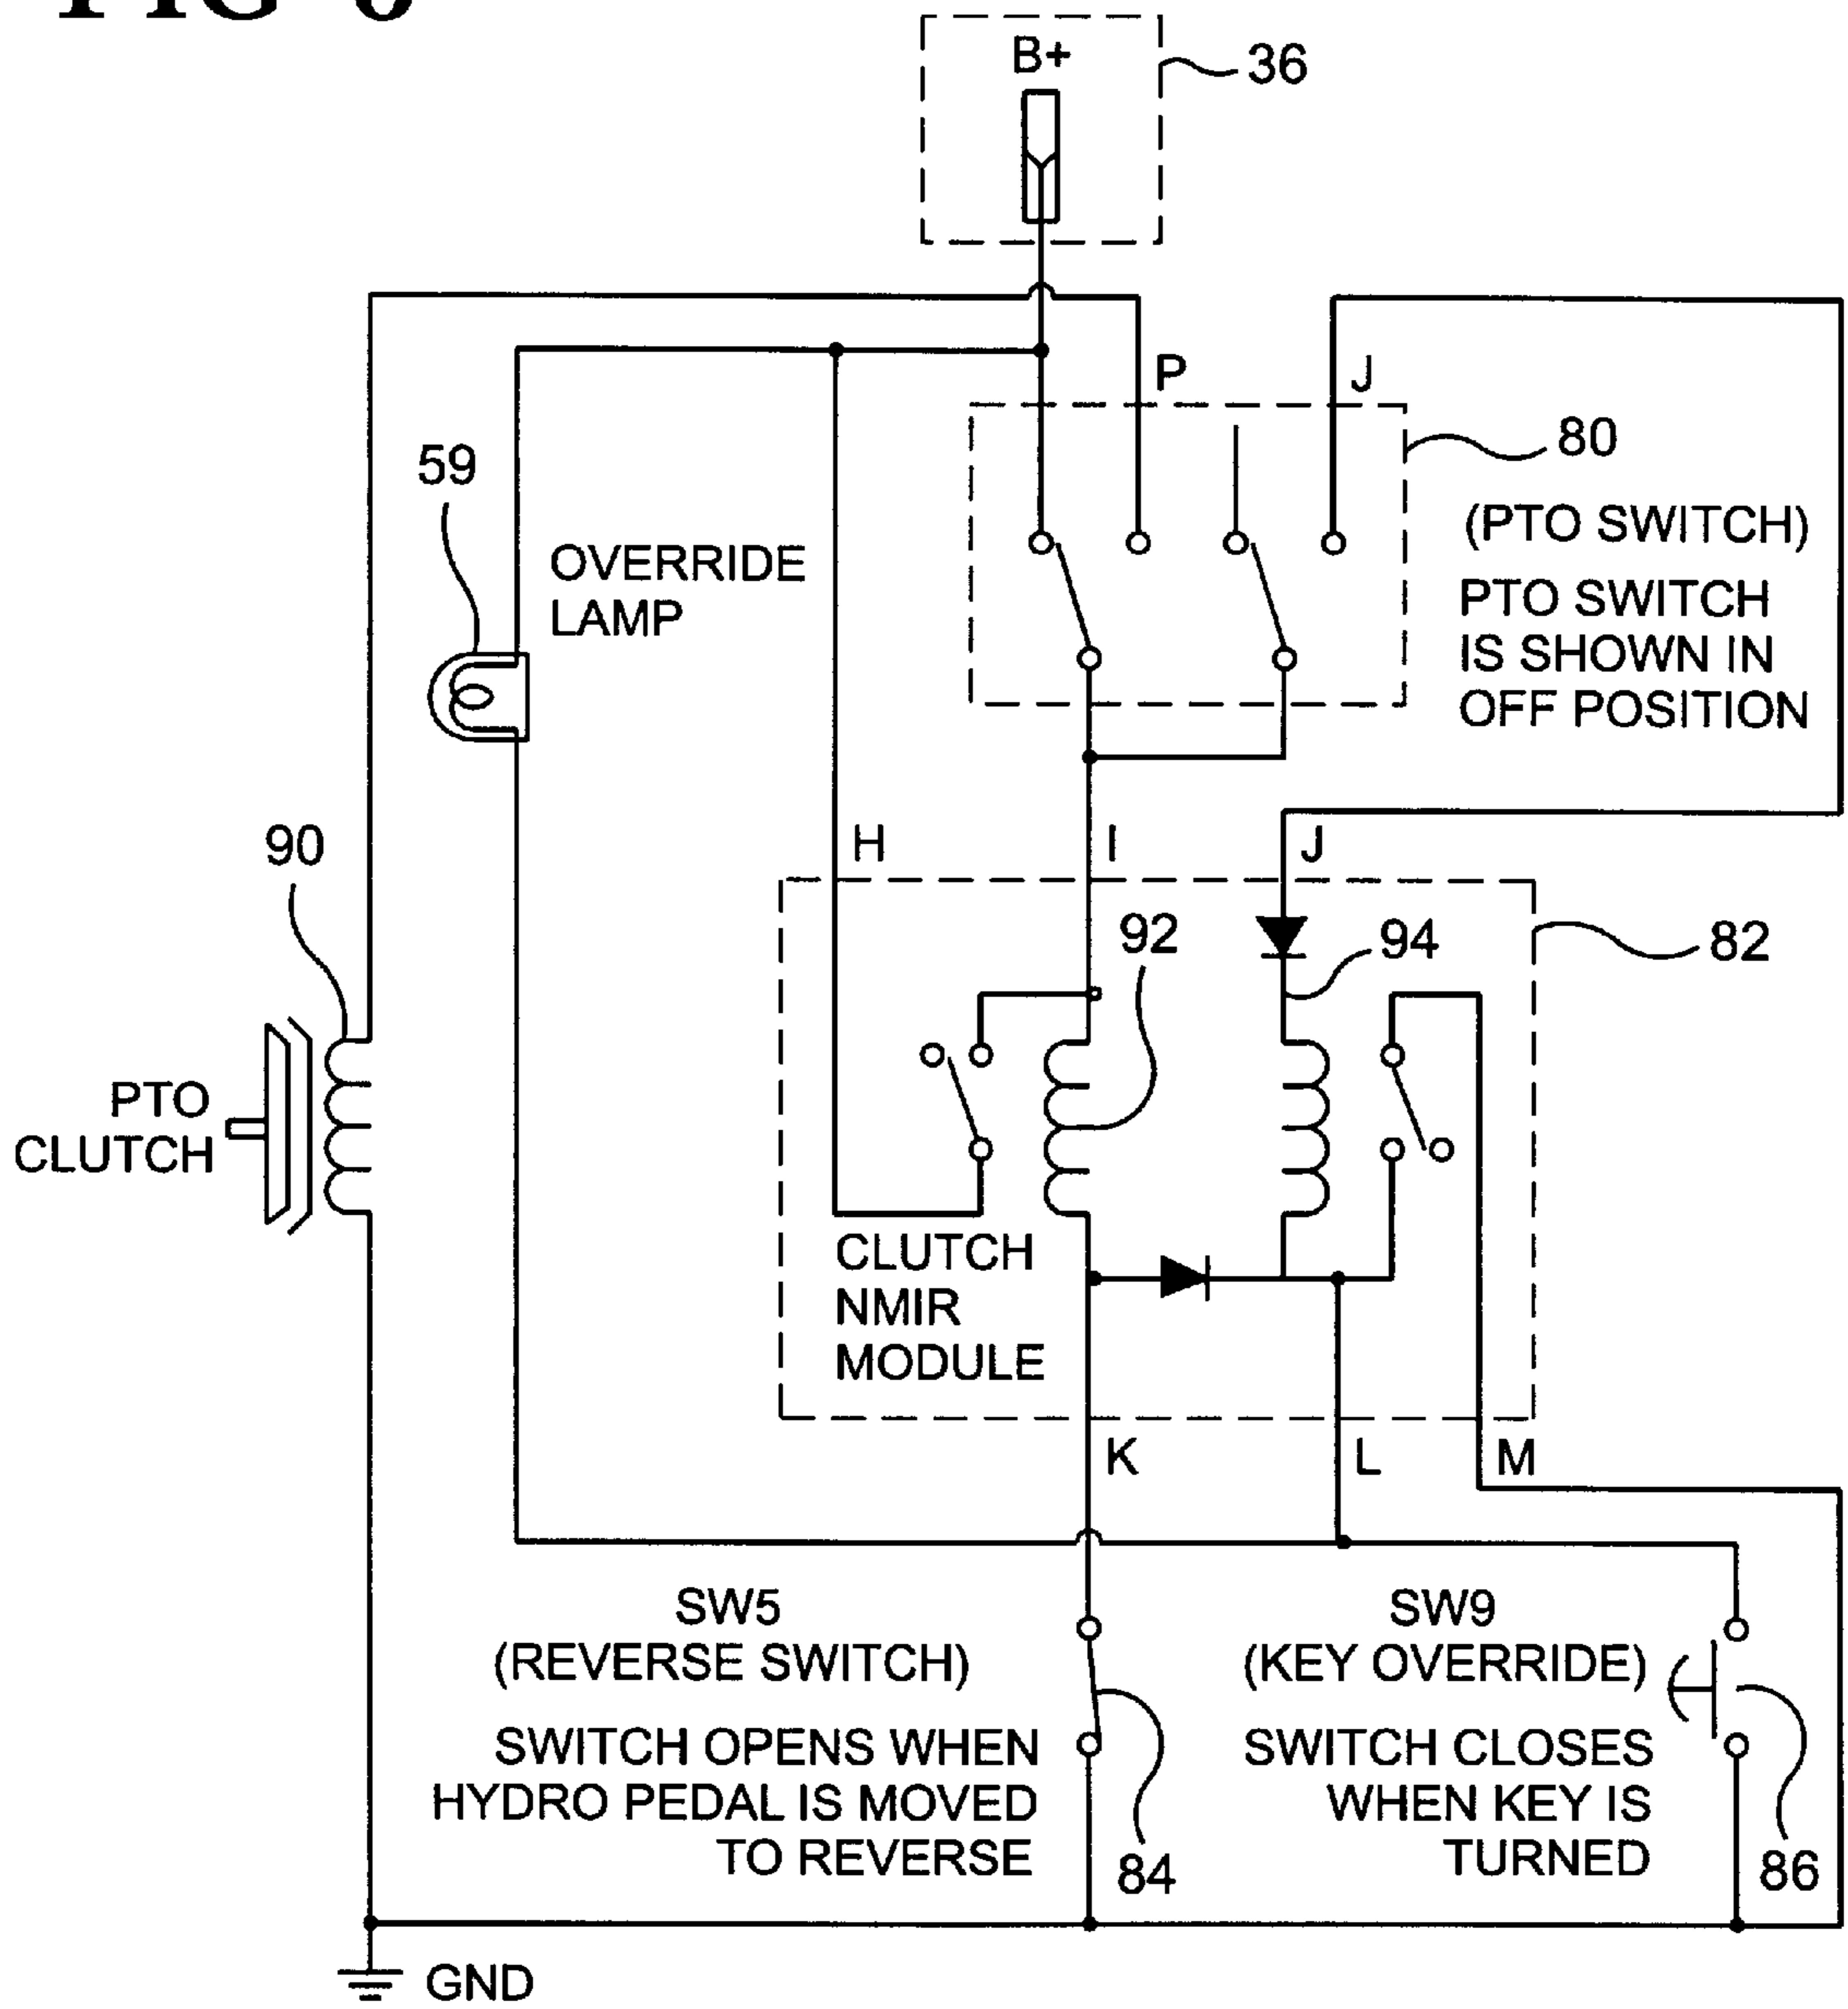 B+
36
P
J
80
59
(PTO SWITCH)
OVERRIDE
LAMP
PTO SWITCH
IS SHOWN IN
OFF POSITION
90
H
I
J
92
94
82
PTO
CLUTCH
CLUTCH
NMIR
MODULE
K
L
M
SW5
(REVERSE SWITCH)
SWITCH OPENS WHEN
HYDRO PEDAL IS MOVED
TO REVERSE
84
SW9
(KEY OVERRIDE)
SWITCH CLOSES
WHEN KEY IS
TURNED
86
GND